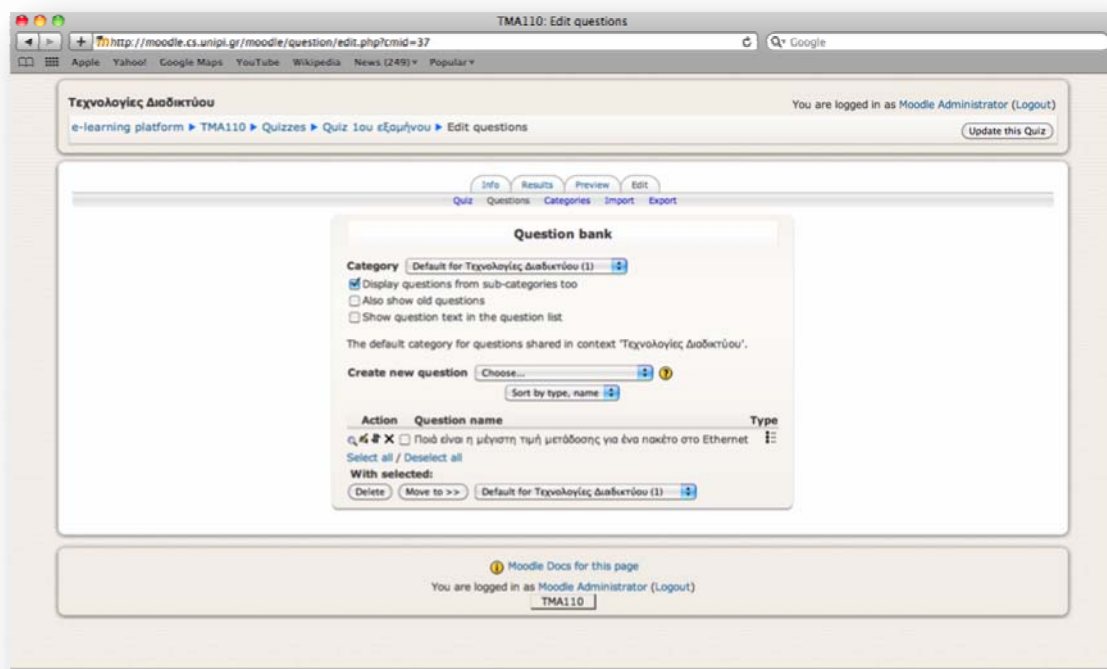 TMA110: Edit questions
http://moodle.cs.unipi.gr/moodle/question/edit.php?cmid=37
Google
Apple Yahoo! Google Maps YouTube Wikipedia News (249) Popular
Τεχνολογίες Διαδικτύου
You are logged in as Moodle Administrator (Logout)
e-learning platform ► TMA110 ► Quizzes ► Quiz 1ου εξαμήνου ► Edit questions
Update this Quiz
Info Results Preview Edit
Quiz Questions Categories Import Export
Question bank
Category Default for Τεχνολογίες Διαδικτύου (1)
Display questions from sub-categories too
Also show old questions
Show question text in the question list
The default category for questions shared in context 'Τεχνολογίες Διαδικτύου'.
Create new question Choose...
Sort by type, name
Action Question name Type
Ποιά είναι η μέγιστη τιμή μετάδοσης για ένα πακέτο στο Ethernet
Select all / Deselect all
With selected:
Delete Move to >> Default for Τεχνολογίες Διαδικτύου (1)
Moodle Docs for this page
You are logged in as Moodle Administrator (Logout)
TMA110